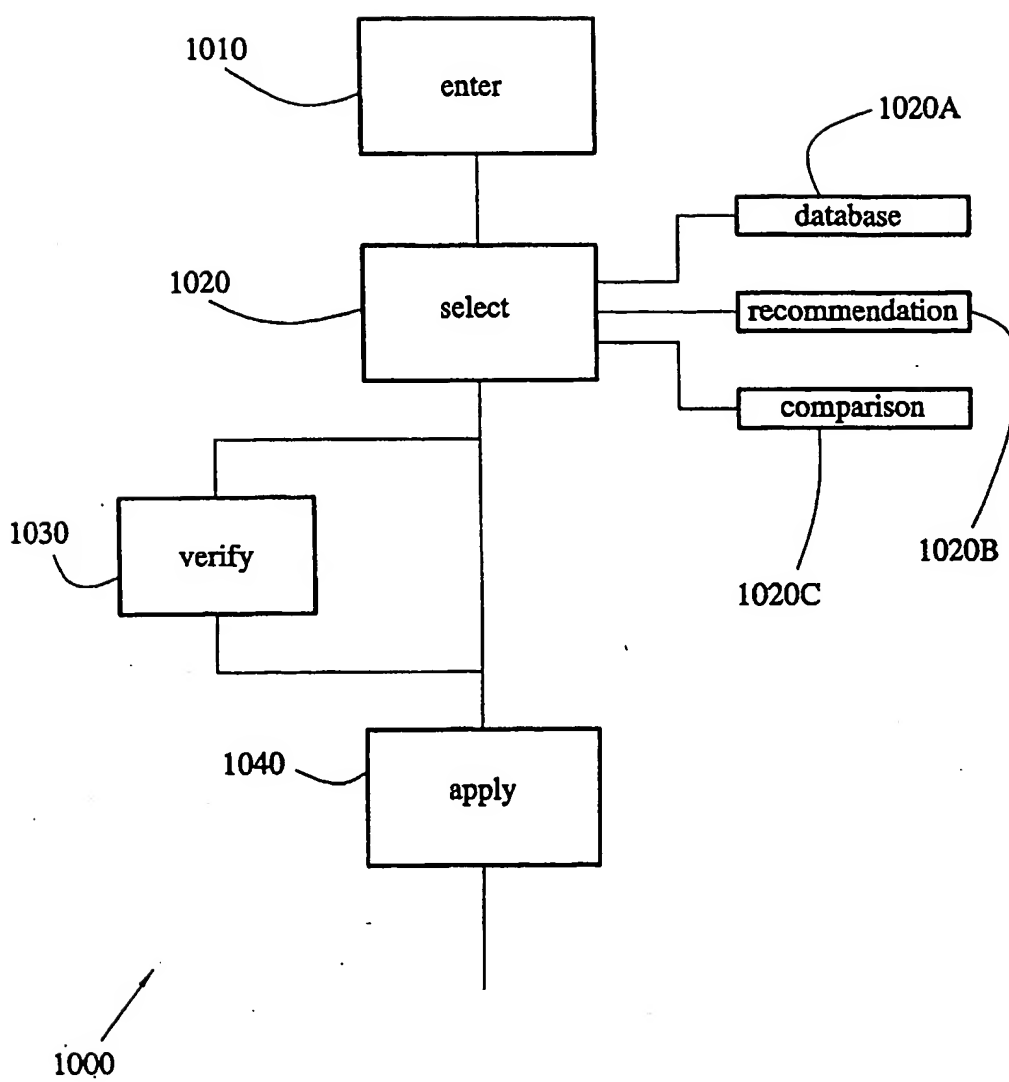 1010
enter
1020A
database
1020
select
recommendation
comparison
1030
verify
1020B
1020C
1040
apply
1000